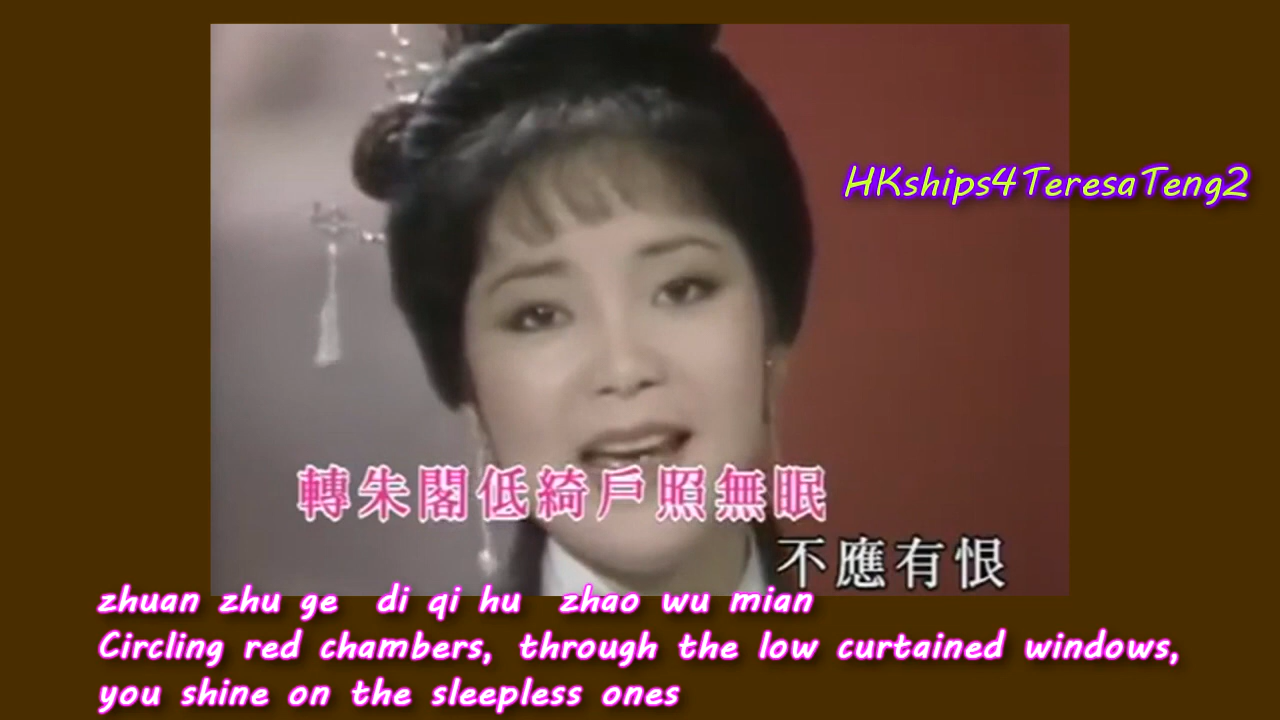 HKships4TeresaTeng2
轉朱閣低綺戶照無眠
不應有恨
zhuan zhu ge di qi hu zhao wu mian
Circling red chambers, through the low curtained windows,
you shine on the sleepless ones